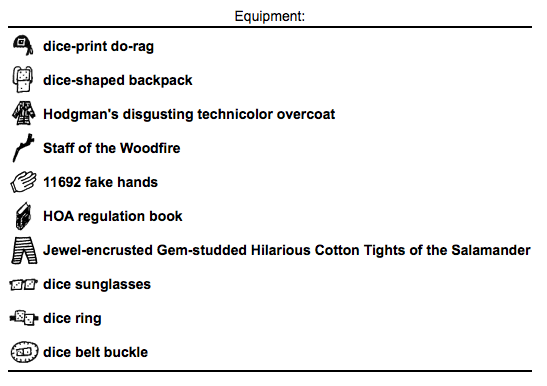 Equipment:
dice-print do-rag
dice-shaped backpack
Hodgman's disgusting technicolor overcoat
Staff of the Woodfire
11692 fake hands
HOA regulation book
Jewel-encrusted Gem-studded Hilarious Cotton Tights of the Salamander
dice sunglasses
dice ring
dice belt buckle